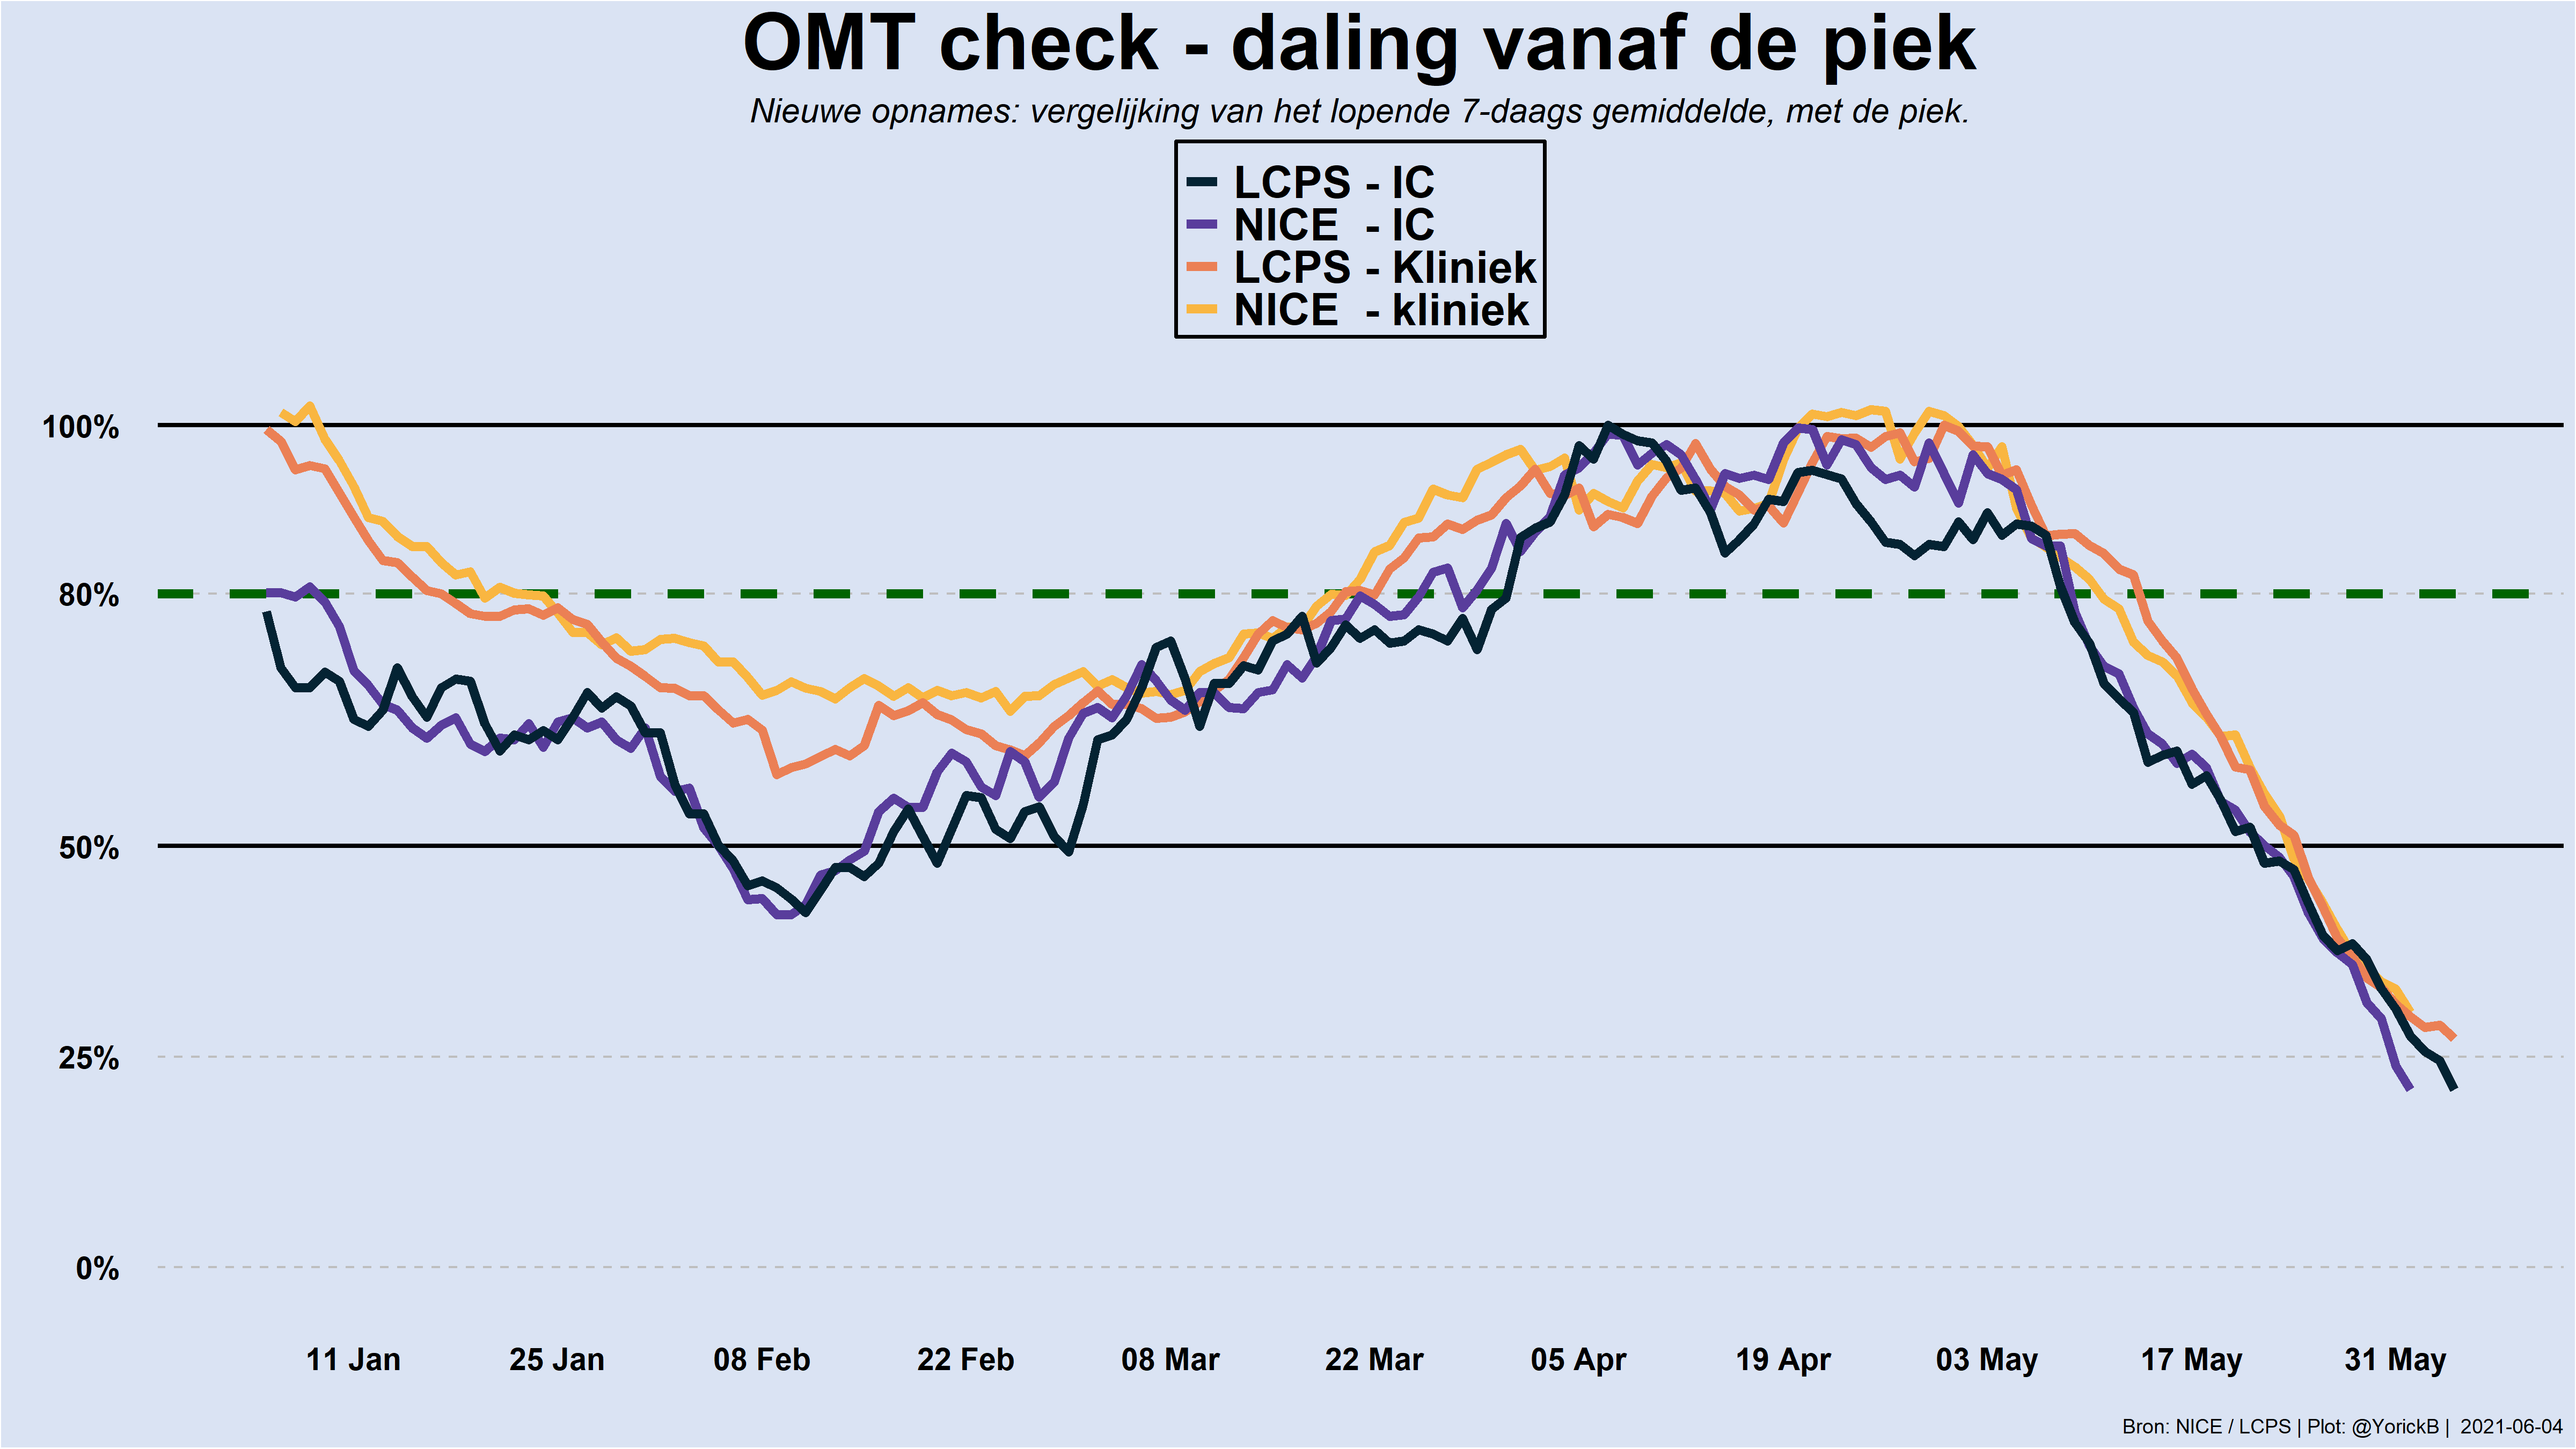 OMT check - daling vanaf de piek
Nieuwe opnames: vergelijking van het lopende 7-daags gemiddelde, met de piek.
LCPS - IC
NICE - IC
LCPS - Kliniek
NICE - kliniek
100%
80%
50%
25%
0%
11 Jan 25 Jan 08 Feb 22 Feb 08 Mar 22 Mar 05 Apr 19 Apr 03 May 17 May 31 May
Bron: NICE / LCPS | Plot: @YorickB | 2021-06-04